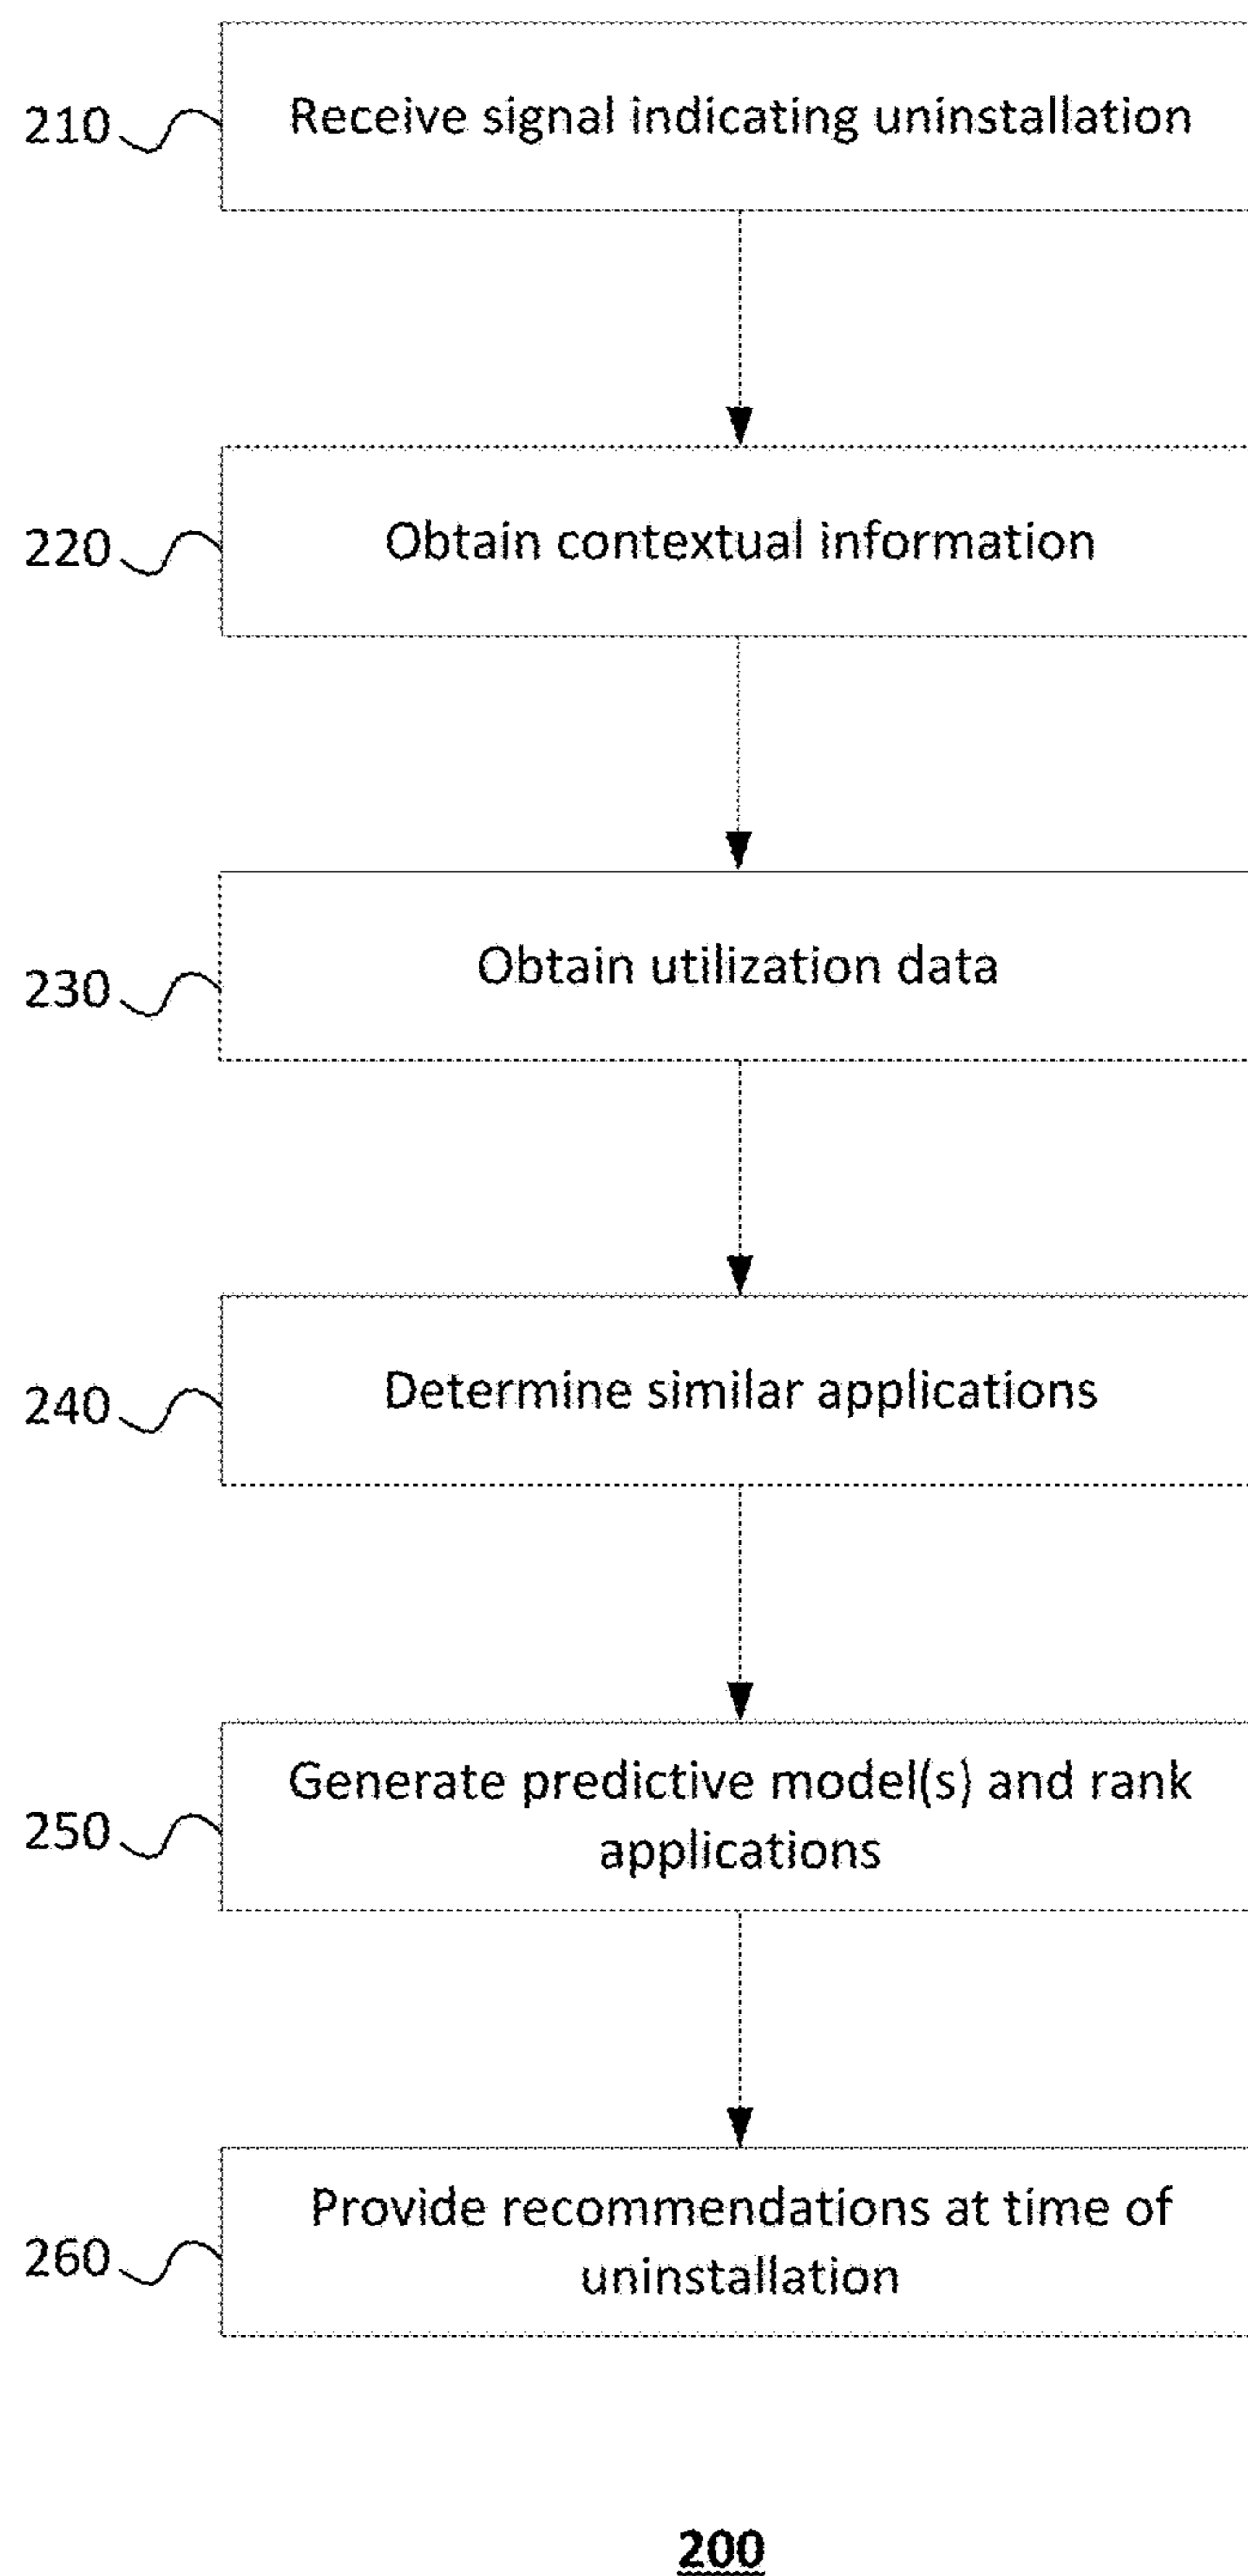 210
Receive signal indicating uninstallation
220
Obtain contextual information
230
Obtain utilization data
240
Determine similar applications
250
Generate predictive model(s) and rank
applications
260
Provide recommendations at time of
uninstallation
200